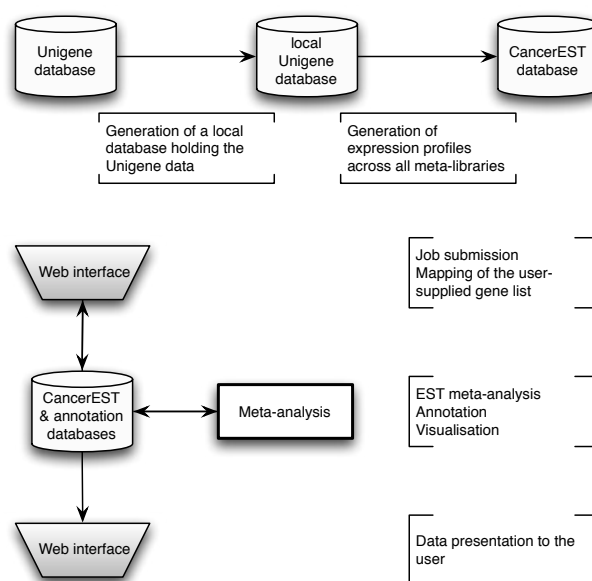 Unigene
database
local
Unigene
database
CancerEST
database
Generation of a local
database holding the
Unigene data
Generation of
expression profiles
across all meta-libraries
Web interface
Job submission
Mapping of the user-
supplied gene list
CancerEST
& annotation
databases
Meta-analysis
EST meta-analysis
Annotation
Visualisation
Web interface
Data presentation to the
user